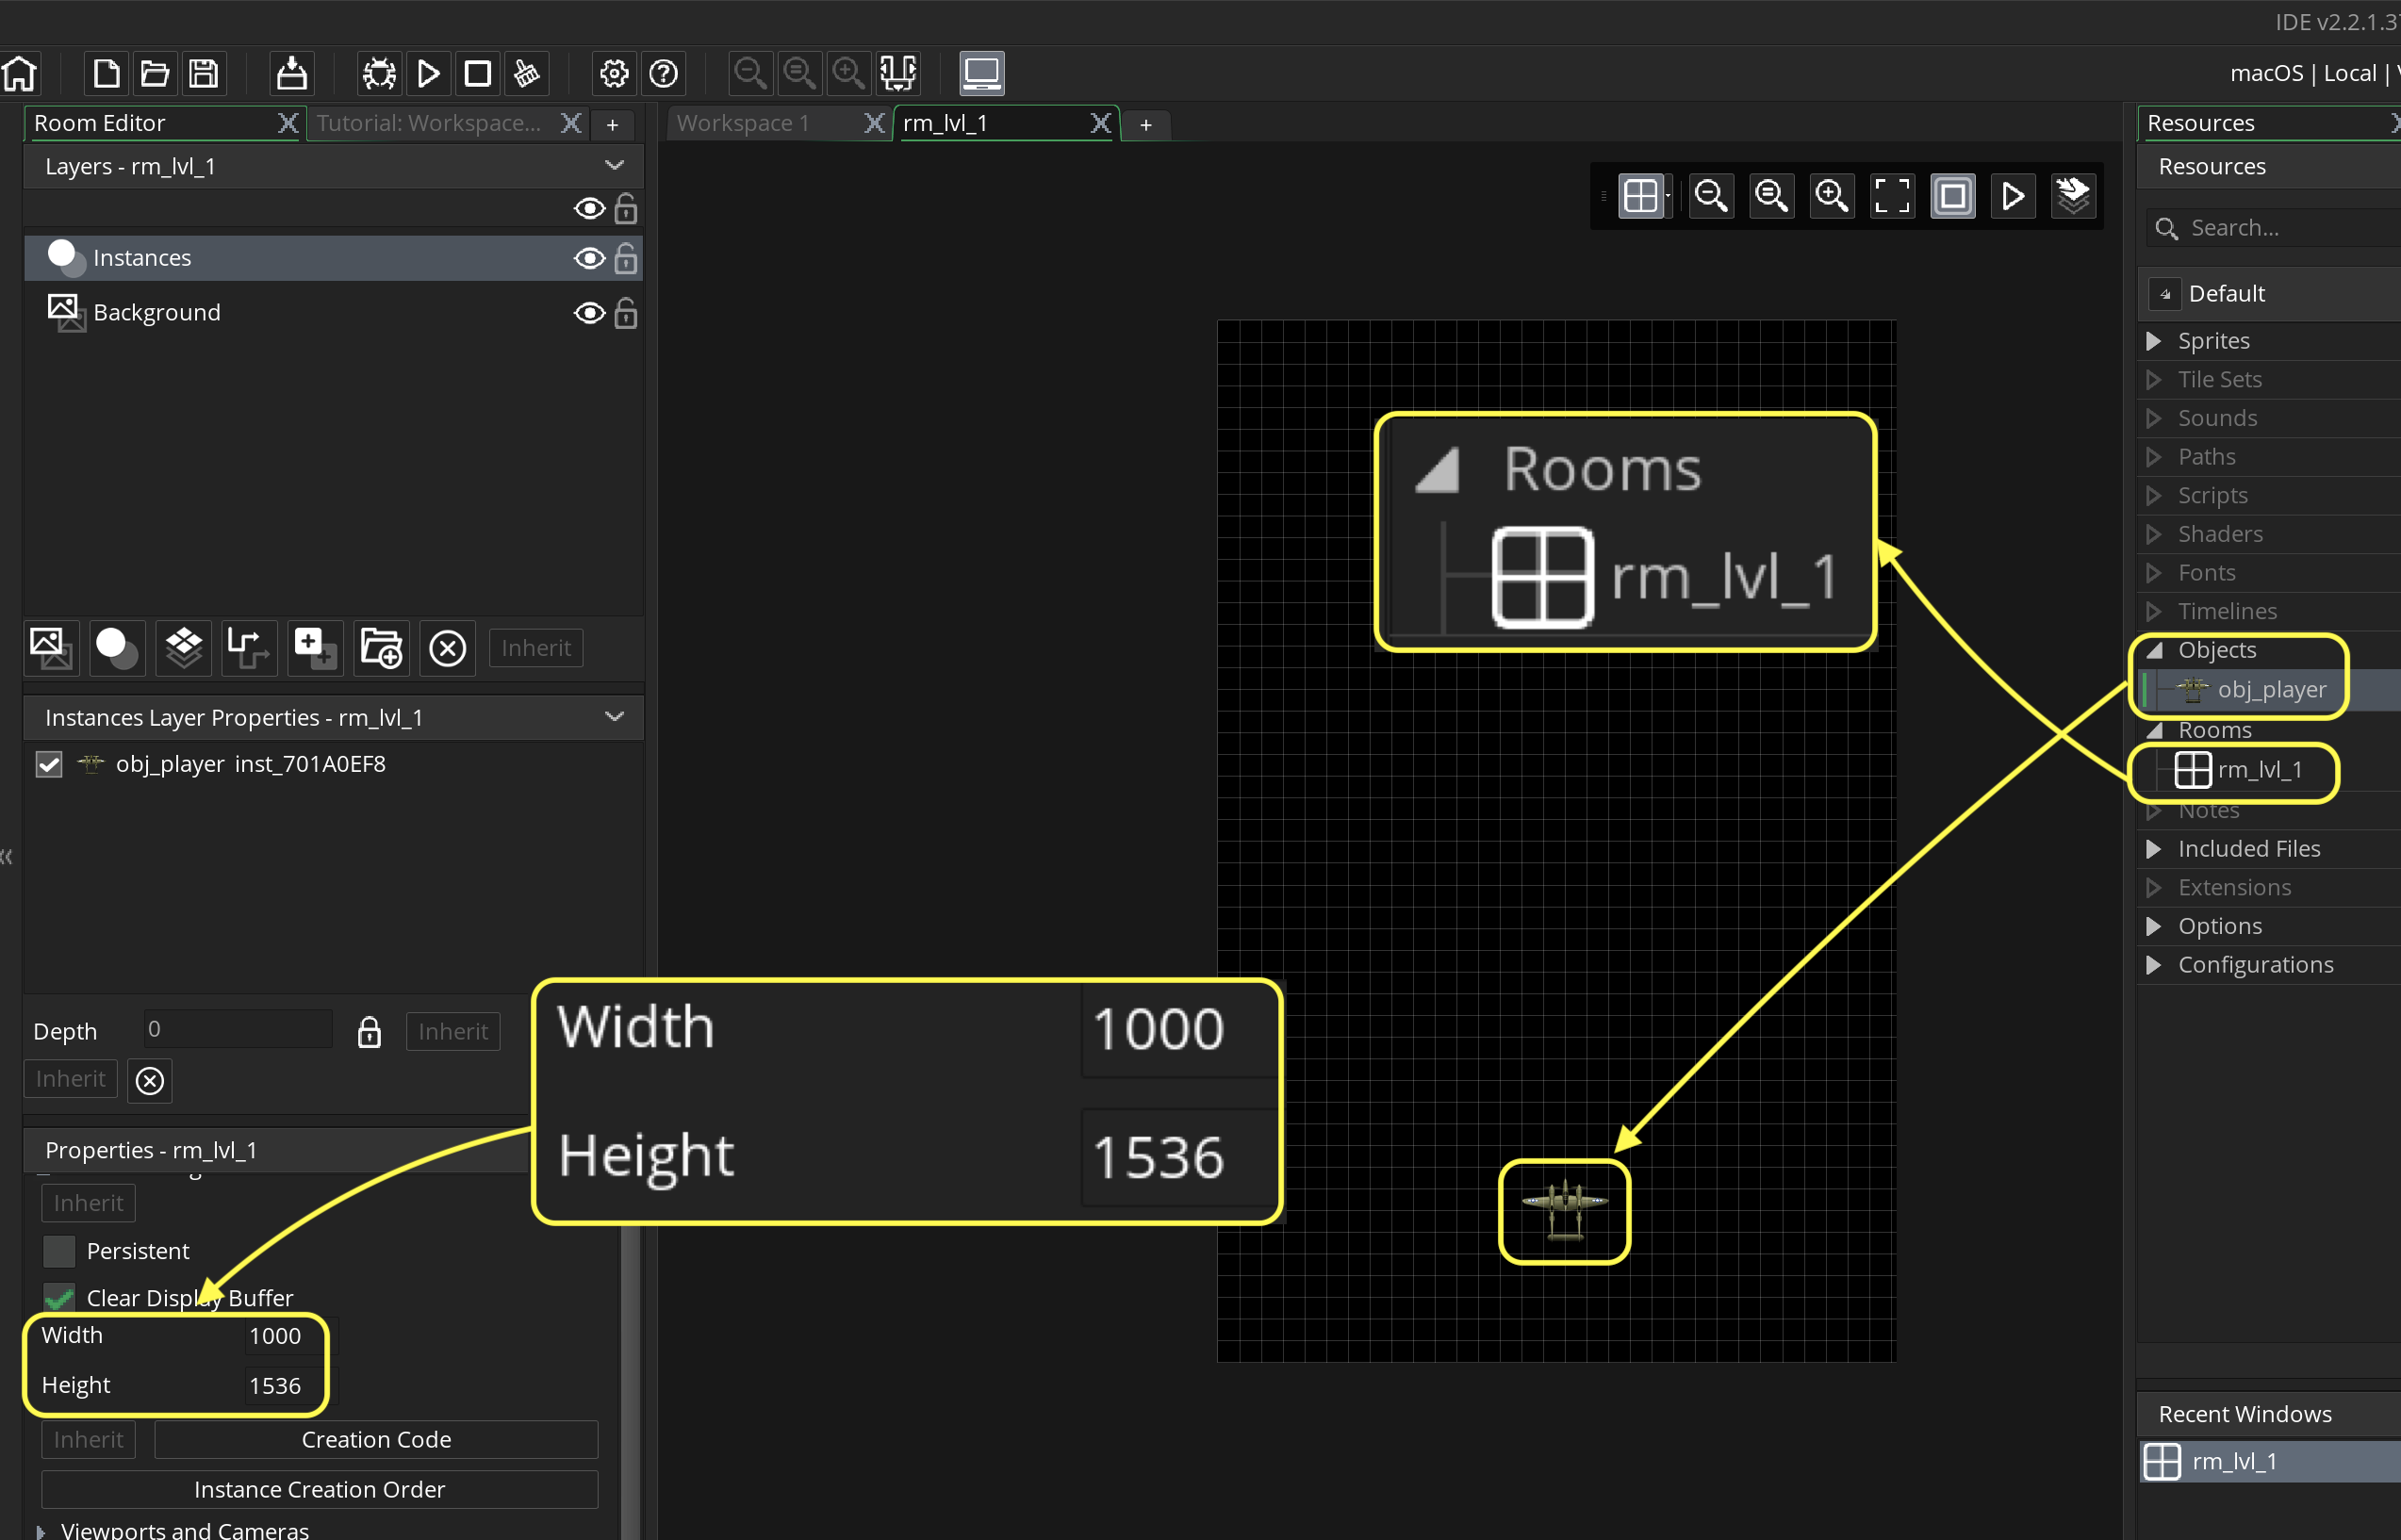 IDE v2.2.1.3
macOS | Local |
Room Editor
Tutorial: Workspace...
+
Workspace 1
rm_lvl_1
+
Resources
Layers - rm_lvl_1
Resources
Search...
Instances
Default
Background
Sprites
Tile Sets
Sounds
Paths
Scripts
Shaders
Fonts
Timelines
Objects
obj_player
Rooms
rm_lvl_1
Notes
Included Files
Extensions
Options
Configurations
Rooms
rm_lvl_1
Inherit
Instances Layer Properties - rm_lvl_1
obj_player inst_701A0EF8
Depth 0 Inherit
Inherit
Width 1000
Height 1536
Properties - rm_lvl_1
Inherit
Persistent
Clear Display Buffer
Width 1000
Height 1536
Inherit Creation Code
Instance Creation Order
Viewports and Cameras
Recent Windows
rm_lvl_1